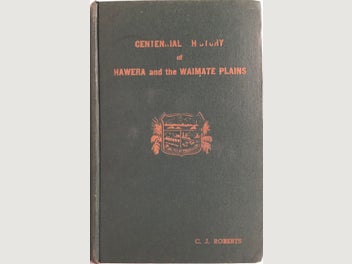 CENTENNIAL HISTORY
of
HAWERA and the WAIMATE PLAINS
C. J. ROBERTS